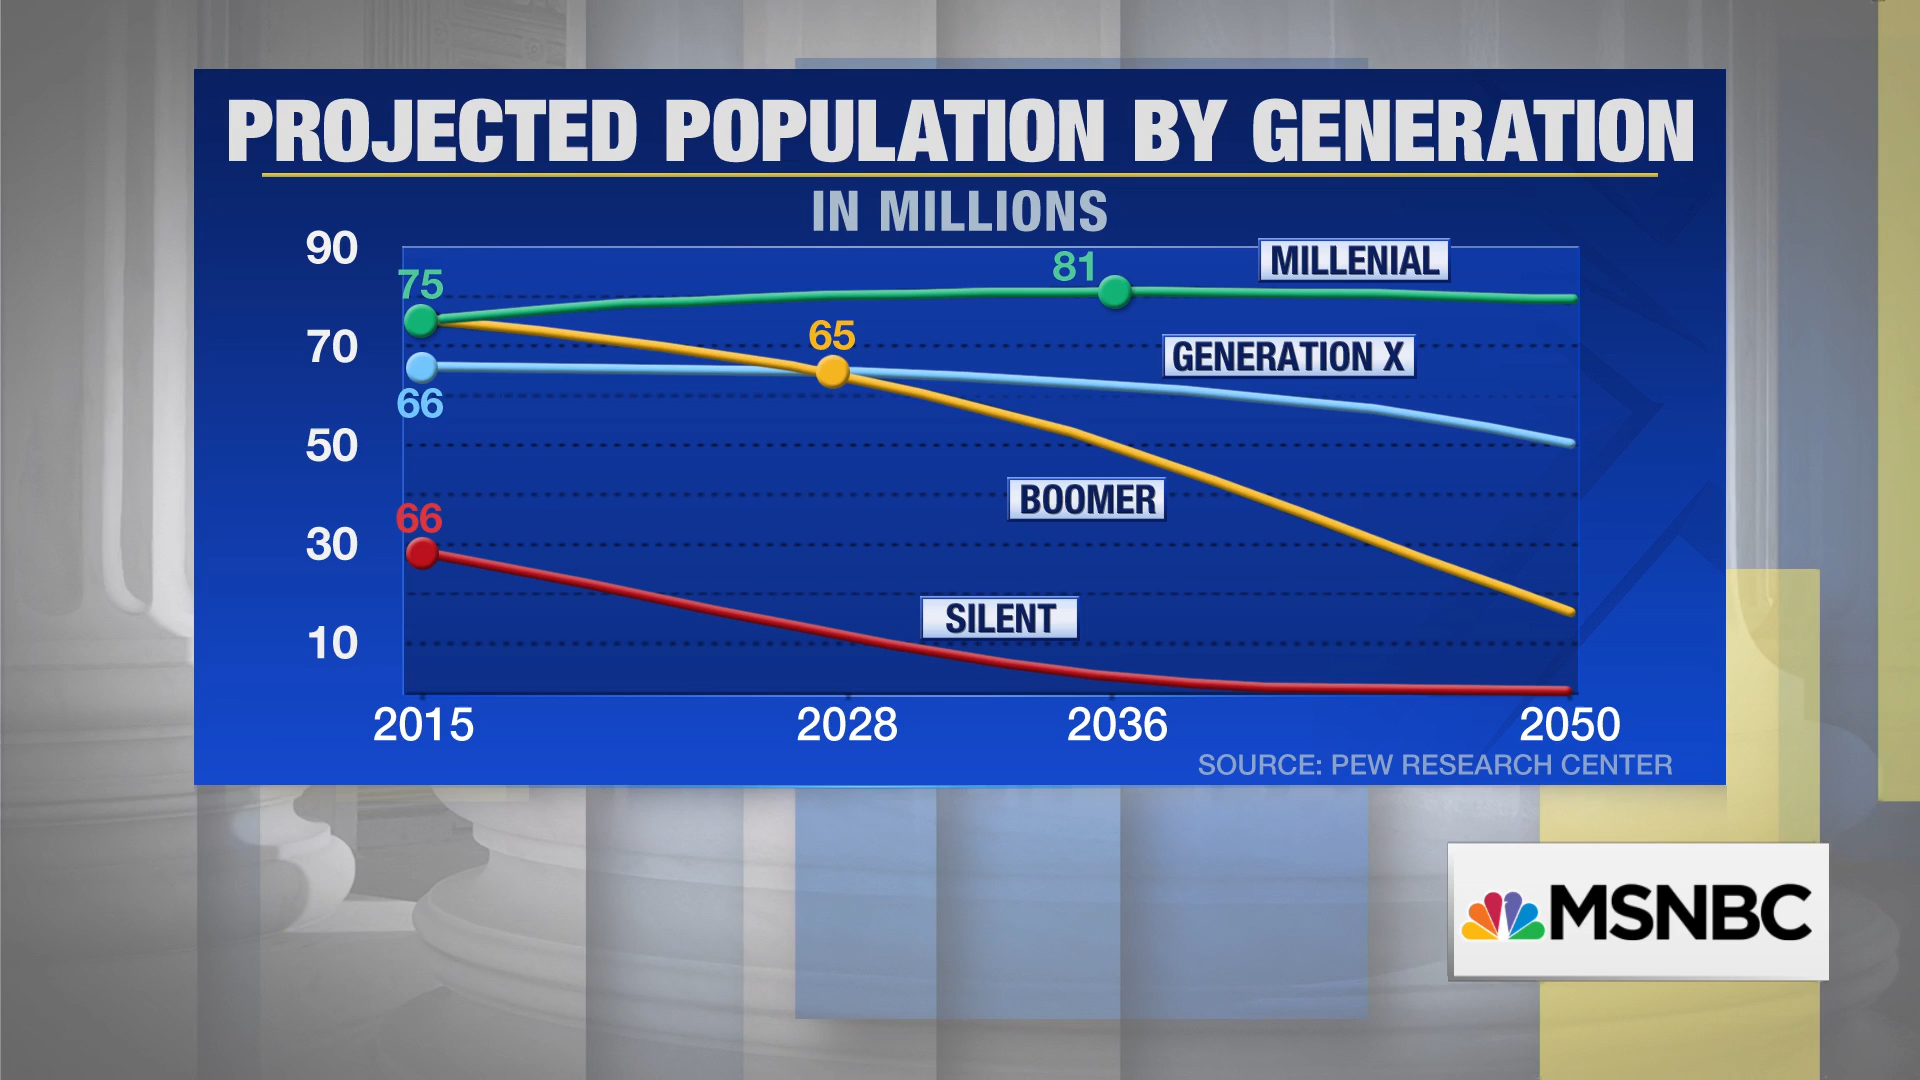 PROJECTED POPULATION BY GENERATION
IN MILLIONS
90
75
81
MILLENIAL
70
65
GENERATION X
66
50
BOOMER
66
30
SILENT
10
2015 2028 2036 2050
SOURCE: PEW RESEARCH CENTER
MSNBC